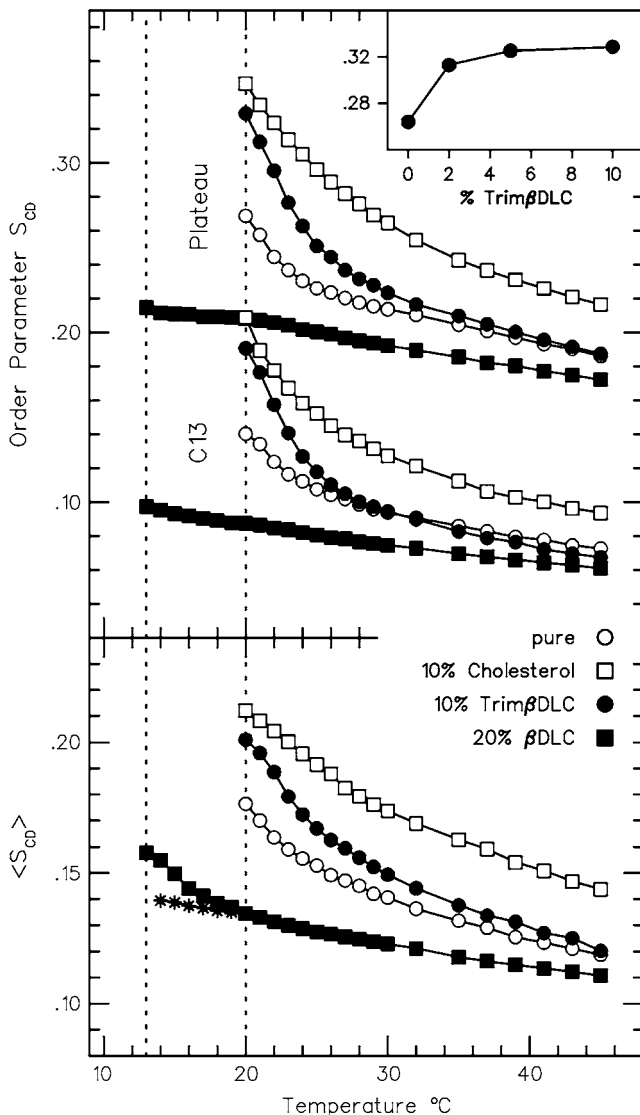 .32
.28
0 2 4 6 8 10
% TrimβDLC
.30
.20
.10
Order Parameter S_CD
Plateau
C13
pure
10% Cholesterol
10% TrimβDLC
20% βDLC
.20
.15
.10
<S_CD>
10 20 30 40
Temperature °C